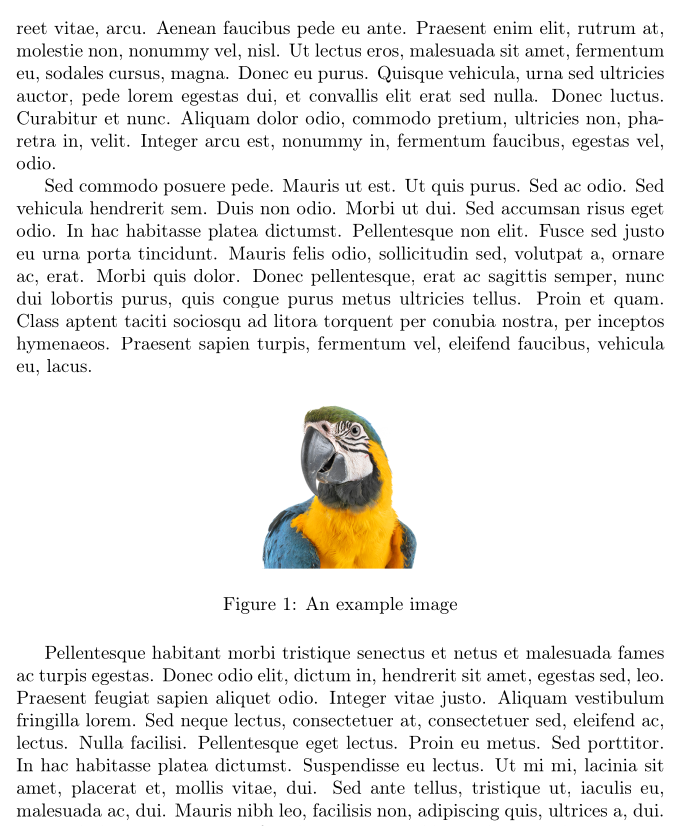 reet vitae, arcu. Aenean faucibus pede eu ante. Praesent enim elit, rutrum at,
molestie non, nonummy vel, nisl. Ut lectus eros, malesuada sit amet, fermentum
eu, sodales cursus, magna. Donec eu purus. Quisque vehicula, urna sed ultricies
auctor, pede lorem egestas dui, et convallis elit erat sed nulla. Donec luctus.
Curabitur et nunc. Aliquam dolor odio, commodo pretium, ultricies non, pha-
retra in, velit. Integer arcu est, nonummy in, fermentum faucibus, egestas vel,
odio.
Sed commodo posuere pede. Mauris ut est. Ut quis purus. Sed ac odio. Sed
vehicula hendrerit sem. Duis non odio. Morbi ut dui. Sed accumsan risus eget
odio. In hac habitasse platea dictumst. Pellentesque non elit. Fusce sed justo
eu urna porta tincidunt. Mauris felis odio, sollicitudin sed, volutpat a, ornare
ac, erat. Morbi quis dolor. Donec pellentesque, erat ac sagittis semper, nunc
dui lobortis purus, quis congue purus metus ultricies tellus. Proin et quam.
Class aptent taciti sociosqu ad litora torquent per conubia nostra, per inceptos
hymenaeos. Praesent sapien turpis, fermentum vel, eleifend faucibus, vehicula
eu, lacus.
Figure 1: An example image
Pellentesque habitant morbi tristique senectus et netus et malesuada fames
ac turpis egestas. Donec odio elit, dictum in, hendrerit sit amet, egestas sed, leo.
Praesent feugiat sapien aliquet odio. Integer vitae justo. Aliquam vestibulum
fringilla lorem. Sed neque lectus, consectetuer at, consectetuer sed, eleifend ac,
lectus. Nulla facilisi. Pellentesque eget lectus. Proin eu metus. Sed porttitor.
In hac habitasse platea dictumst. Suspendisse eu lectus. Ut mi mi, lacinia sit
amet, placerat et, mollis vitae, dui. Sed ante tellus, tristique ut, iaculis eu,
malesuada ac, dui. Mauris nibh leo, facilisis non, adipiscing quis, ultrices a, dui.